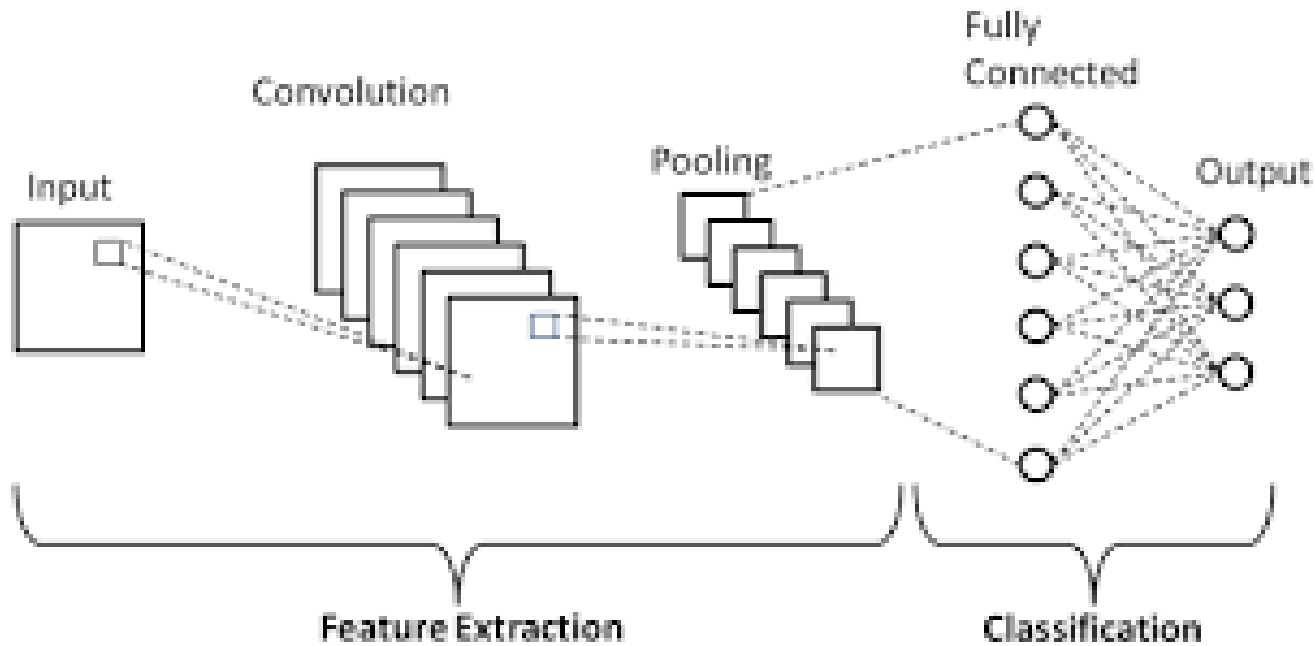 Fully
Connected
Convolution
Pooling
Input
Output
Feature Extraction
Classification